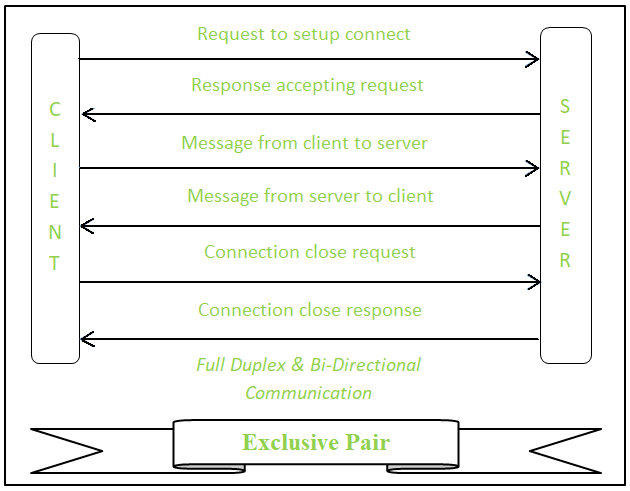 Request to setup connect
Response accepting request
Message from client to server
Message from server to client
Connection close request
Connection close response
CLIENT
SERVER
Full Duplex & Bi-Directional
Communication
Exclusive Pair